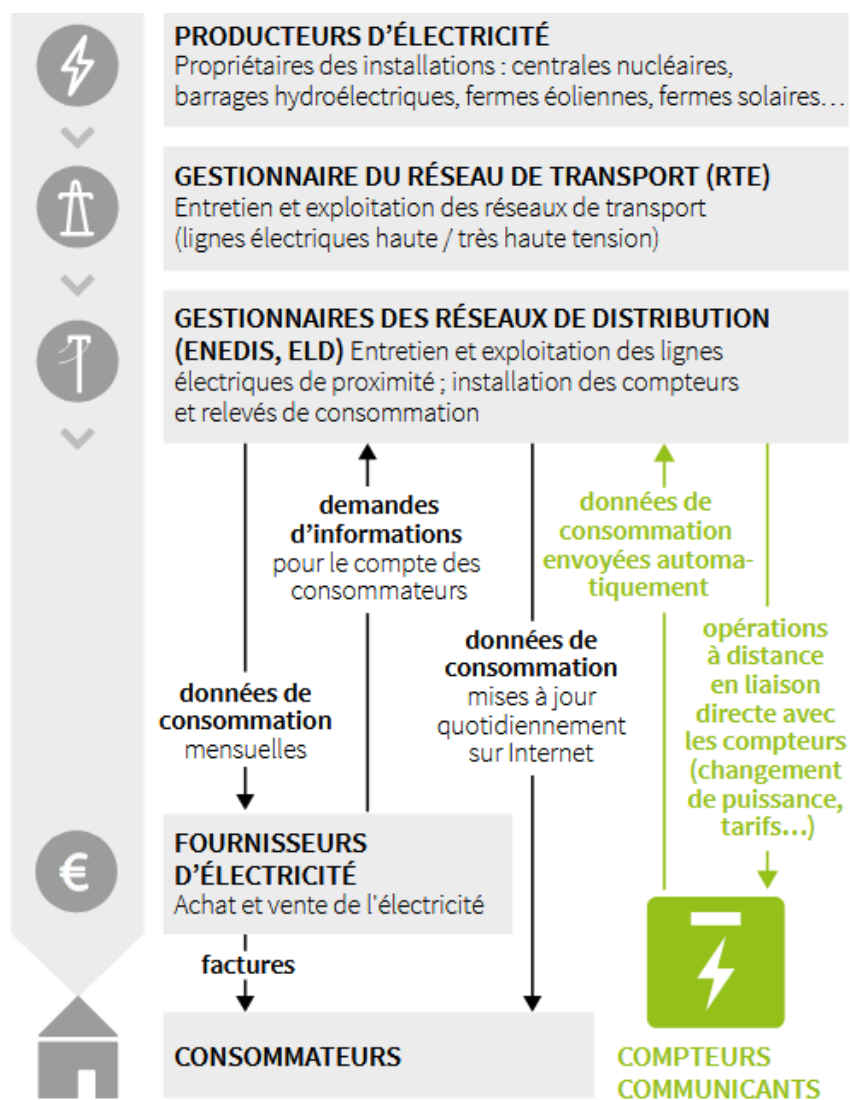 PRODUCTEURS D'ÉLECTRICITÉ
Propriétaires des installations : centrales nucléaires,
barrages hydroélectriques, fermes éoliennes, fermes solaires…
GESTIONNAIRE DU RÉSEAU DE TRANSPORT (RTE)
Entretien et exploitation des réseaux de transport
(lignes électriques haute / très haute tension)
GESTIONNAIRES DES RÉSEAUX DE DISTRIBUTION
(ENEDIS, ELD) Entretien et exploitation des lignes
électriques de proximité ; installation des compteurs
et relevés de consommation
données de
consommation
mensuelles
demandes
d'informations
pour le compte des
consommateurs
données de
consommation
mises à jour
quotidiennement
sur Internet
données de
consommation
envoyées automa-
tiquement
opérations
à distance
en liaison
directe avec
les compteurs
(changement
de puissance,
tarifs…)
€
FOURNISSEURS
D'ÉLECTRICITÉ
Achat et vente de l'électricité
factures
CONSOMMATEURS
COMPTEURS
COMMUNICANTS